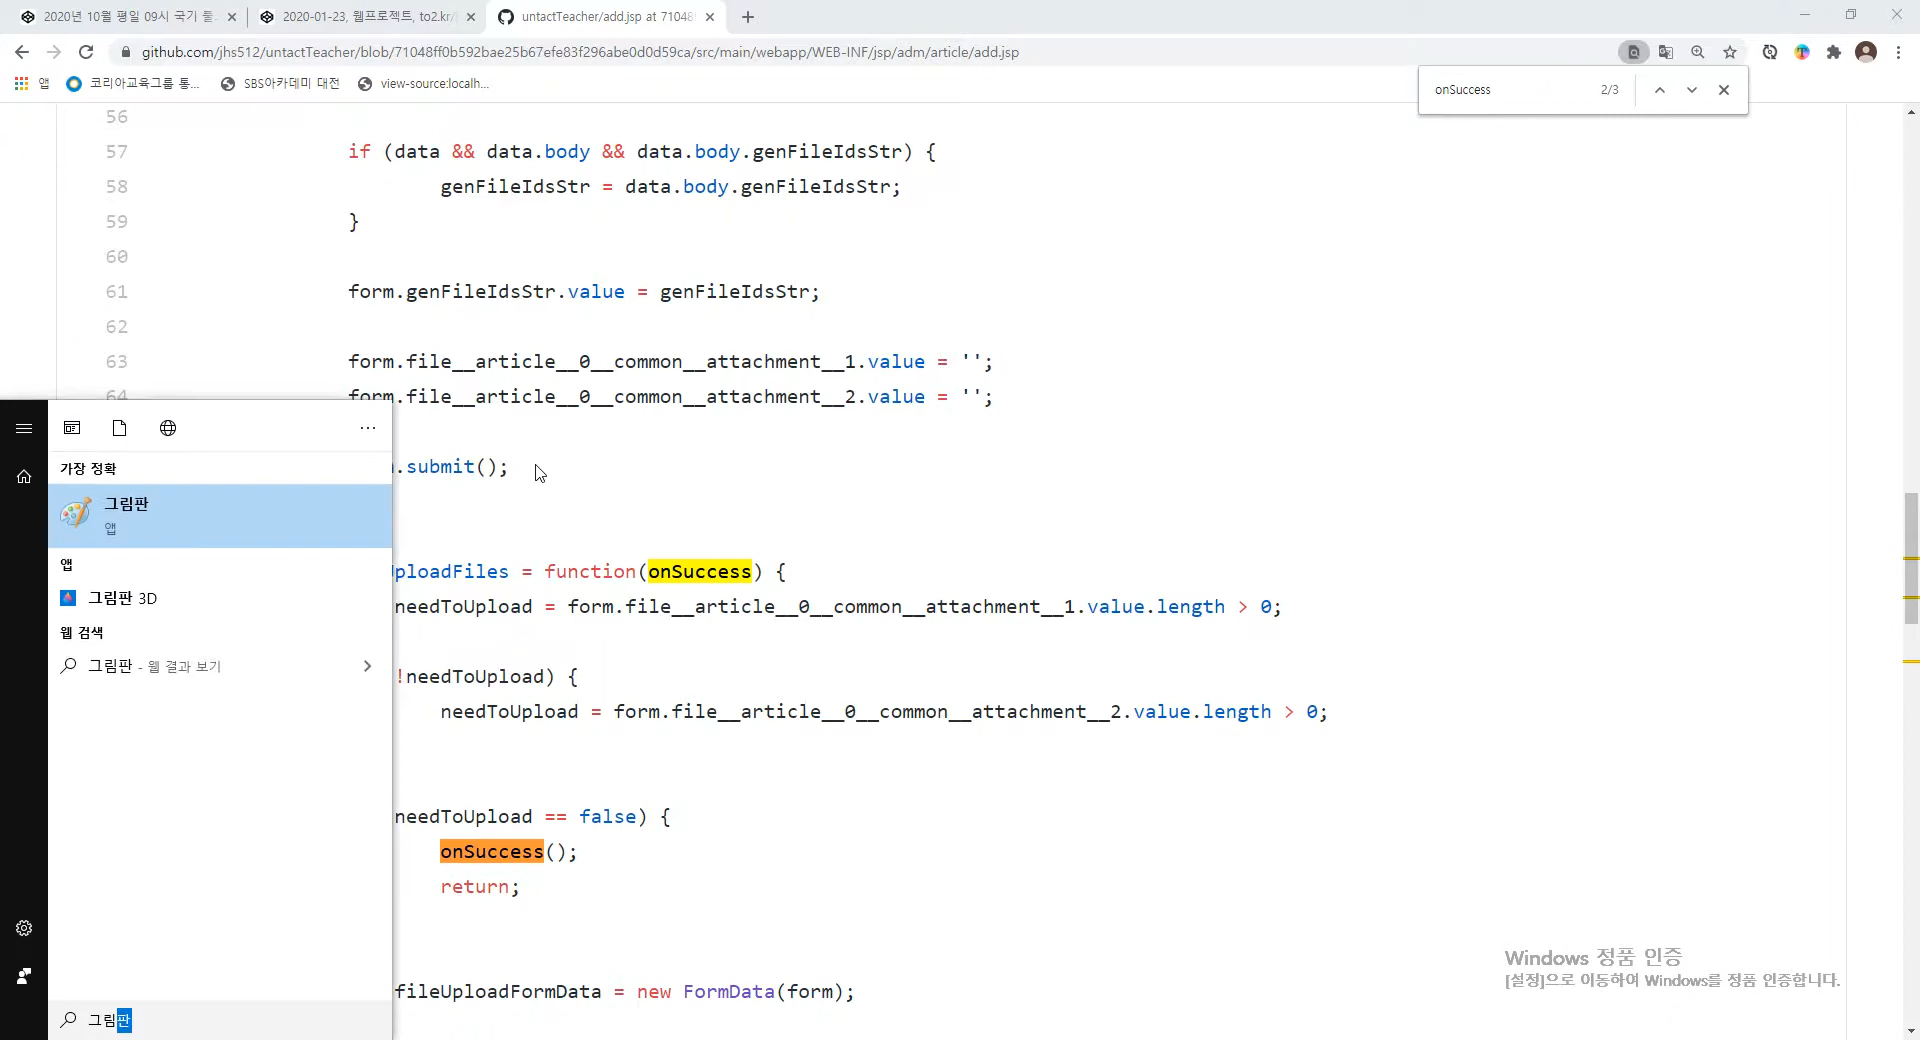 2020년 10월 평일 09시 국기 둘.
2020-01-23, 웹프로젝트, to2.kr/
untactTeacher/add.jsp at 71048
github.com/jhs512/untactTeacher/blob/71048ff0b592bae25b67efe83f296abe0d0d59ca/src/main/webapp/WEB-INF/jsp/adm/article/add.jsp
앱
코리아교육그룹 통...
SBS아카데미 대전
view-source:localh...
onSuccess 2/3
56
57 if (data && data.body && data.body.genFileIdsStr) {
58 genFileIdsStr = data.body.genFileIdsStr;
59 }
60
61 form.genFileIdsStr.value = genFileIdsStr;
62
63 form.file__article__0__common__attachment__1.value = '';
64 form.file__article__0__common__attachment__2.value = '';
.submit();
ploadFiles = function(onSuccess) {
needToUpload = form.file__article__0__common__attachment__1.value.length > 0;
!needToUpload) {
needToUpload = form.file__article__0__common__attachment__2.value.length > 0;
needToUpload == false) {
onSuccess();
return;
fileUploadFormData = new FormData(form);
가장 정확
그림판
앱
앱
그림판 3D
웹 검색
그림판 - 웹 결과 보기
그림판
Windows 정품 인증
[설정]으로 이동하여 Windows를 정품 인증합니다.